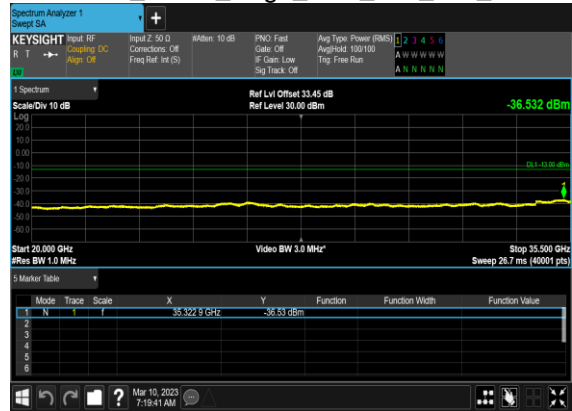 Spectrum Analyzer 1
Swept SA
+
KEYSIGHT
R T
Input: RF
Coupling: DC
Align: Off
Input Z: 50 Ω
Corrections: Off
Freq Ref: Int (S)
#Atten: 10 dB
PNO: Fast
Gate: Off
IF Gain: Low
Sig Track: Off
Avg Type: Power (RMS)
Avg|Hold: 100/100
Trig: Free Run
1 2 3 4 5 6
A W W W W W
A N N N N N
1 Spectrum
Scale/Div 10 dB
Ref Lvl Offset 33.45 dB
Ref Level 30.00 dBm
-36.532 dBm
Log
20.0
10.0
0.00
-10.0
-20.0
-30.0
-40.0
-50.0
-60.0
DL1 -13.00 dBm
1
Start 20.000 GHz
#Res BW 1.0 MHz
Video BW 3.0 MHz*
Stop 35.500 GHz
Sweep 26.7 ms (40001 pts)
5 Marker Table
Mode Trace Scale X Y Function Function Width Function Value
1 N 1 f 35.322 9 GHz -36.53 dBm
2
3
4
5
6
?
Mar 10, 2023
7:19:41 AM